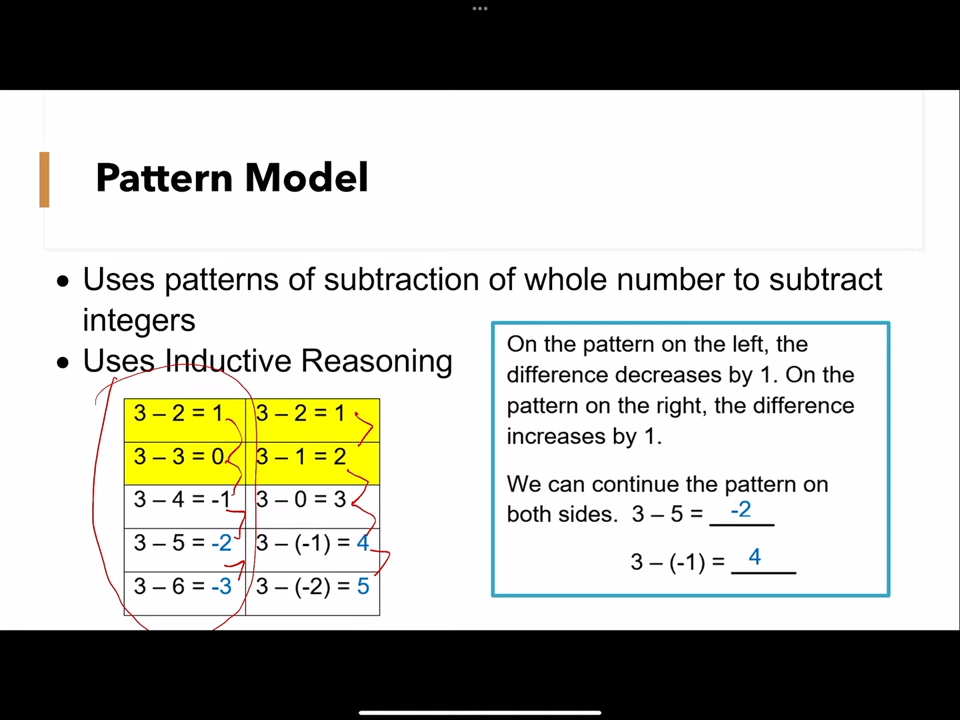 Pattern Model
• Uses patterns of subtraction of whole number to subtract
integers
• Uses Inductive Reasoning
3 – 2 = 1 3 – 2 = 1
3 – 3 = 0 3 – 1 = 2
3 – 4 = -1 3 – 0 = 3
3 – 5 = -2 3 – (-1) = 4
3 – 6 = -3 3 – (-2) = 5
On the pattern on the left, the
difference decreases by 1. On the
pattern on the right, the difference
increases by 1.
We can continue the pattern on
both sides. 3 – 5 = -2
3 – (-1) = 4